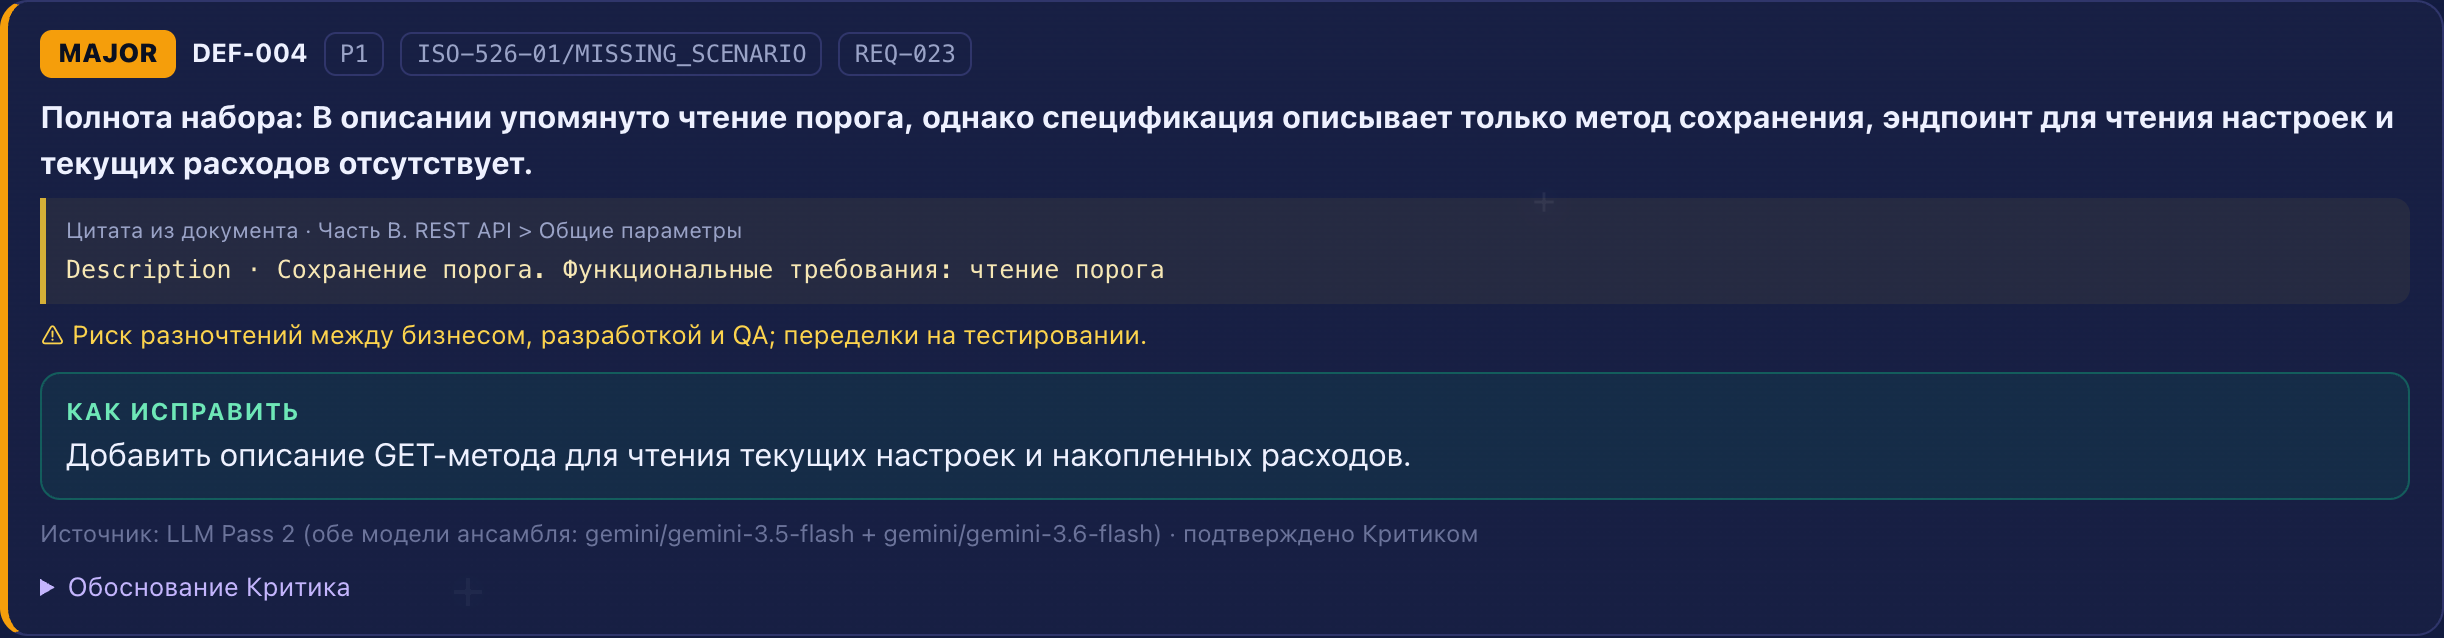 MAJOR DEF-004 P1 ISO-526-01/MISSING_SCENARIO REQ-023
Полнота набора: В описании упомянуто чтение порога, однако спецификация описывает только метод сохранения, эндпоинт для чтения настроек и
текущих расходов отсутствует.
Цитата из документа · Часть B. REST API > Общие параметры
Description · Сохранение порога. Функциональные требования: чтение порога
⚠ Риск разночтений между бизнесом, разработкой и QA; переделки на тестировании.
КАК ИСПРАВИТЬ
Добавить описание GET-метода для чтения текущих настроек и накопленных расходов.
Источник: LLM Pass 2 (обе модели ансамбля: gemini/gemini-3.5-flash + gemini/gemini-3.6-flash) · подтверждено Критиком
▶ Обоснование Критика